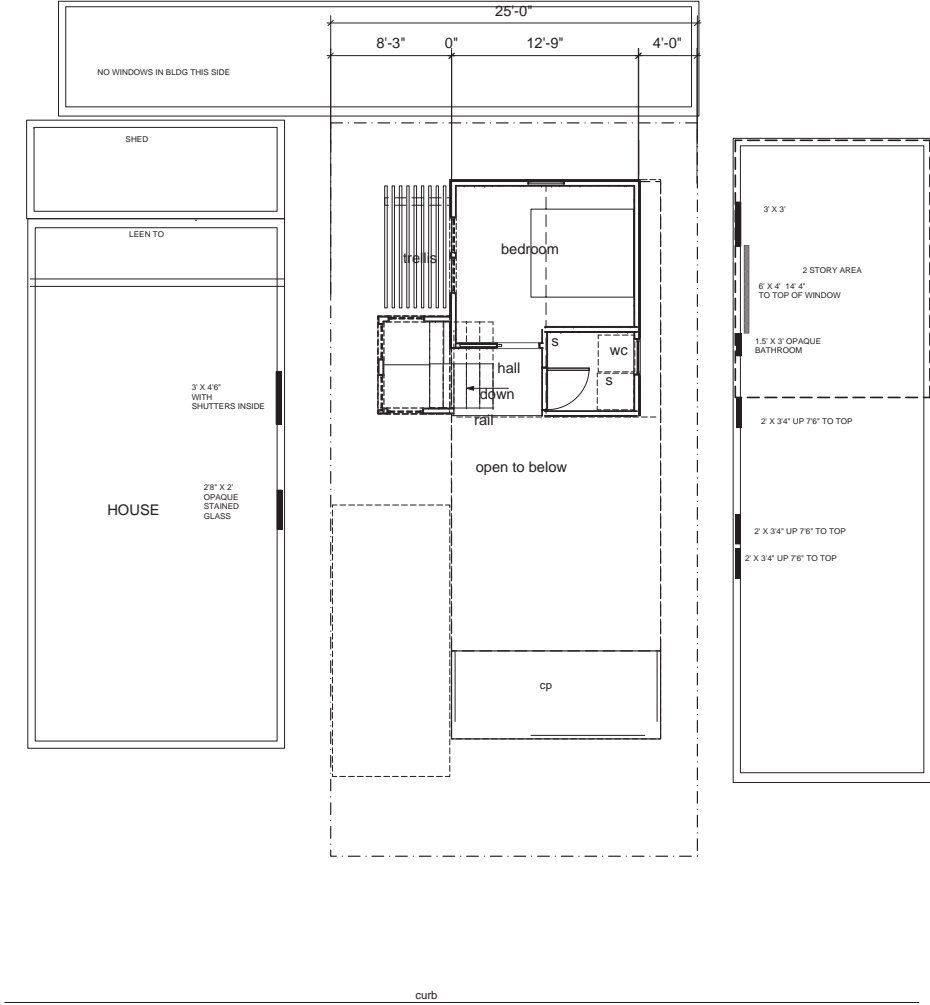 25'-0"
8'-3" 0" 12'-9" 4'-0"
NO WINDOWS IN BLDG THIS SIDE
SHED
LEEN TO
3' X 4'6"
WITH
SHUTTERS INSIDE
2'8" X 2'
OPAQUE
STAINED
GLASS
HOUSE
trellis
bedroom
s
wc
s
hall
down
rail
open to below
cp
3' X 3'
2 STORY AREA
6' X 4' 14' 4"
TO TOP OF WINDOW
1.5' X 3' OPAQUE
BATHROOM
2' X 3'4" UP 7'6" TO TOP
2' X 3'4" UP 7'6" TO TOP
2' X 3'4" UP 7'6" TO TOP
curb